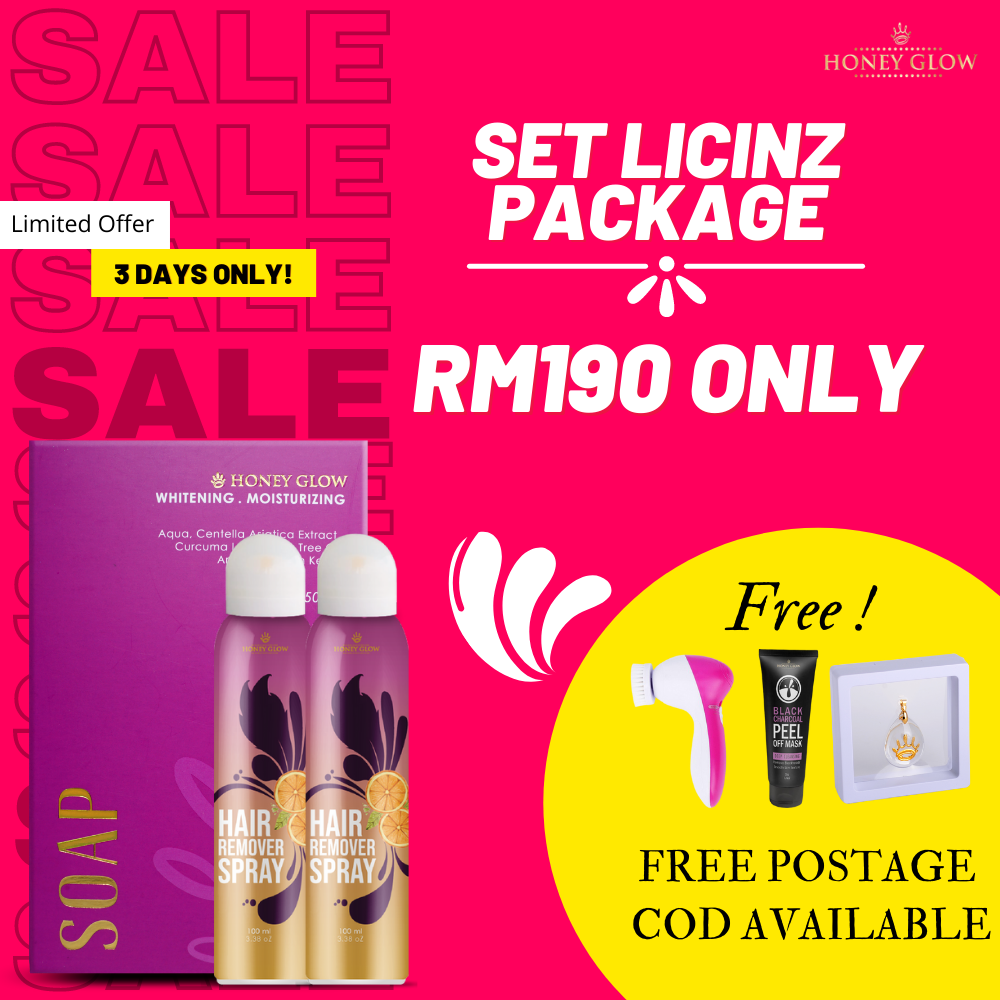 SALE
SALE
SALE
SALE
HONEY GLOW
SET LICINZ
PACKAGE
Limited Offer
3 DAYS ONLY!
RM190 ONLY
HONEY GLOW
WHITENING . MOISTURIZING
Aqua, Centella Asiatica Extract
Curcuma Tree
SOAP
HONEY GLOW
HAIR
REMOVER
SPRAY
100 ml
3.38 oz
HONEY GLOW
HAIR
REMOVER
SPRAY
100 ml
3.38 oz
Free !
HONEY GLOW
BLACK
CHARCOAL
PEEL
OFF MASK
FREE POSTAGE
COD AVAILABLE